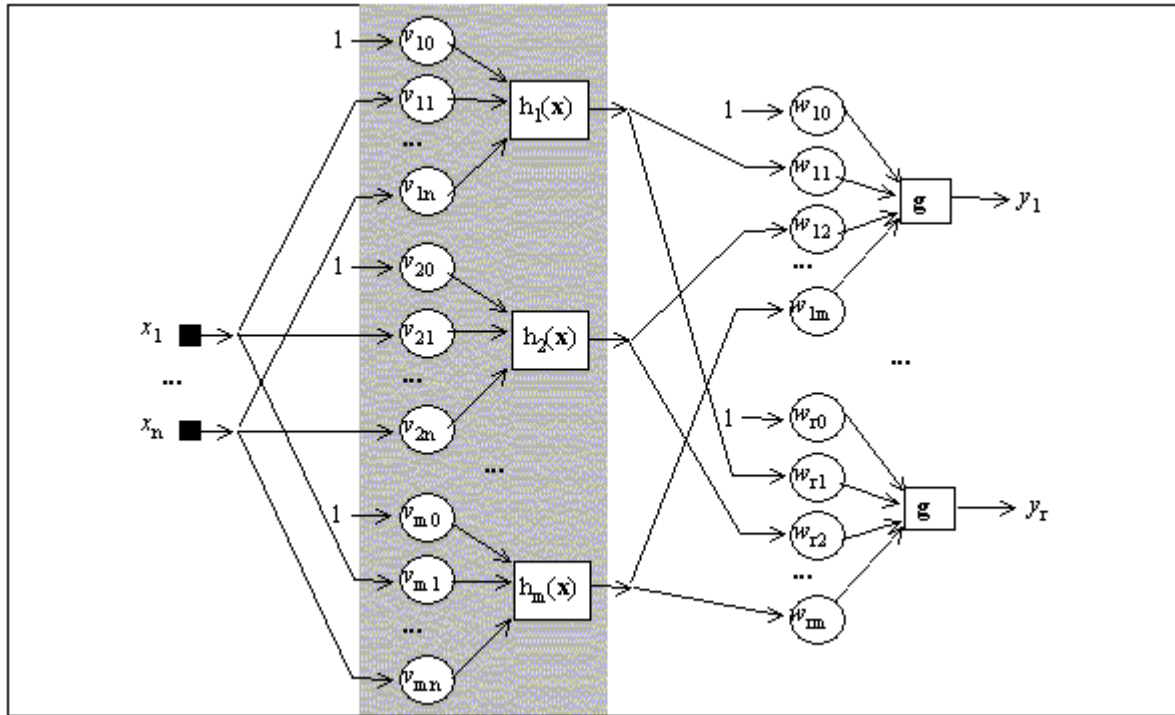 1 v10
v11 h1(x) 1 w10
...
w11
v1n g y1
w12
v20 ...
1
x1 v21 h2(x) w1m
... ... ...
xn v2n 1 wr0
...
wr1
1 vm0 g yr
wr2
vm1 hm(x) ...
... wrm
vmn